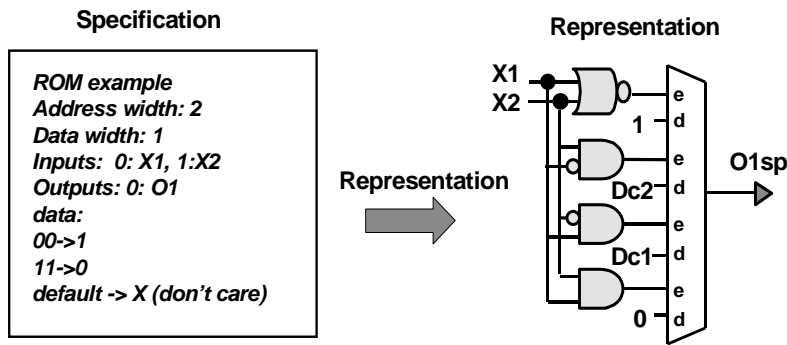 Specification
ROM example
Address width: 2
Data width: 1
Inputs:  0: X1, 1:X2
Outputs: 0: O1
data:
00->1
11->0
default -> X (don’t care)
Representation
Representation
X1
X2
e
1
d
e
Dc2
d
e
Dc1
d
e
0
d
O1sp